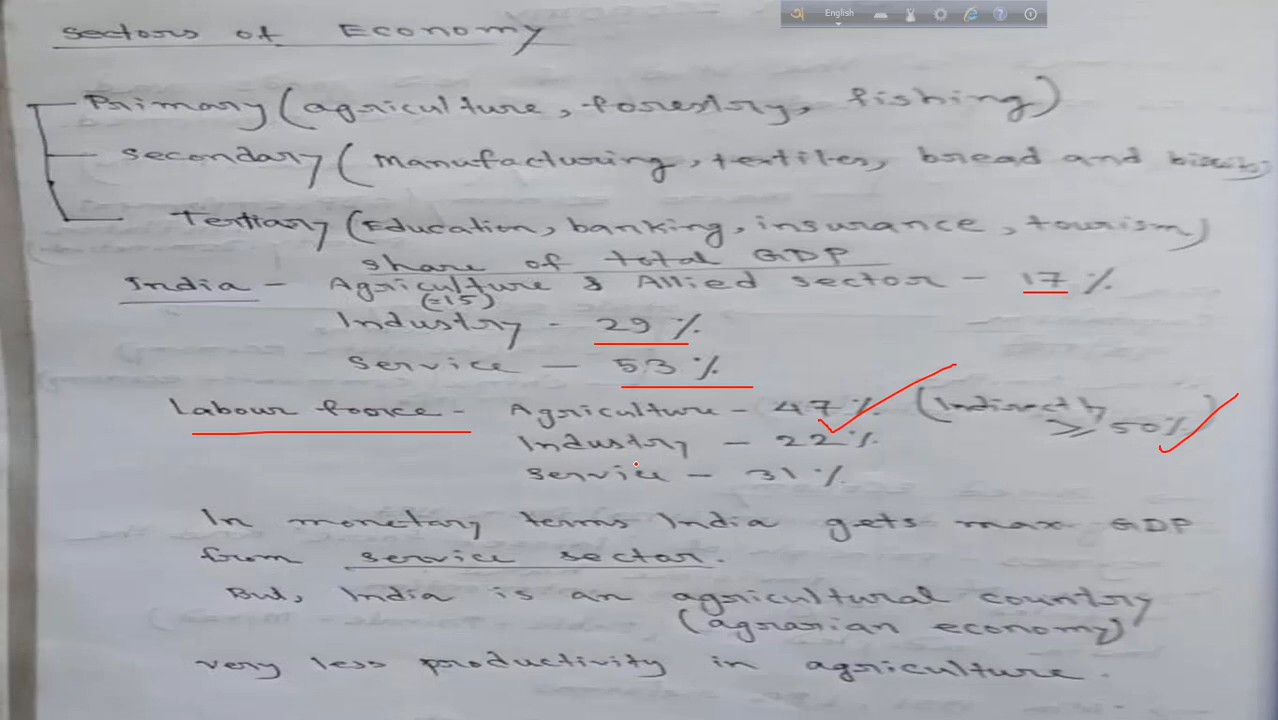 English
Sectors of Economy
Primary (agriculture, forestry, fishing)
Secondary (Manufacturing, textiles, bread and biscuits)
Tertiary (Education, banking, insurance, tourism)
share of total GDP
India - Agriculture & Allied sector - 17 %
(=15)
Industry - 29 %
Service - 53 %
Labour force - Agriculture - 47 % (Indirectly
≥ 50%)
Industry - 22 %
Service - 31 %
In monetary terms India gets max GDP
from service sector.
But, India is an agricultural country
(agrarian economy)
very less productivity in agriculture.